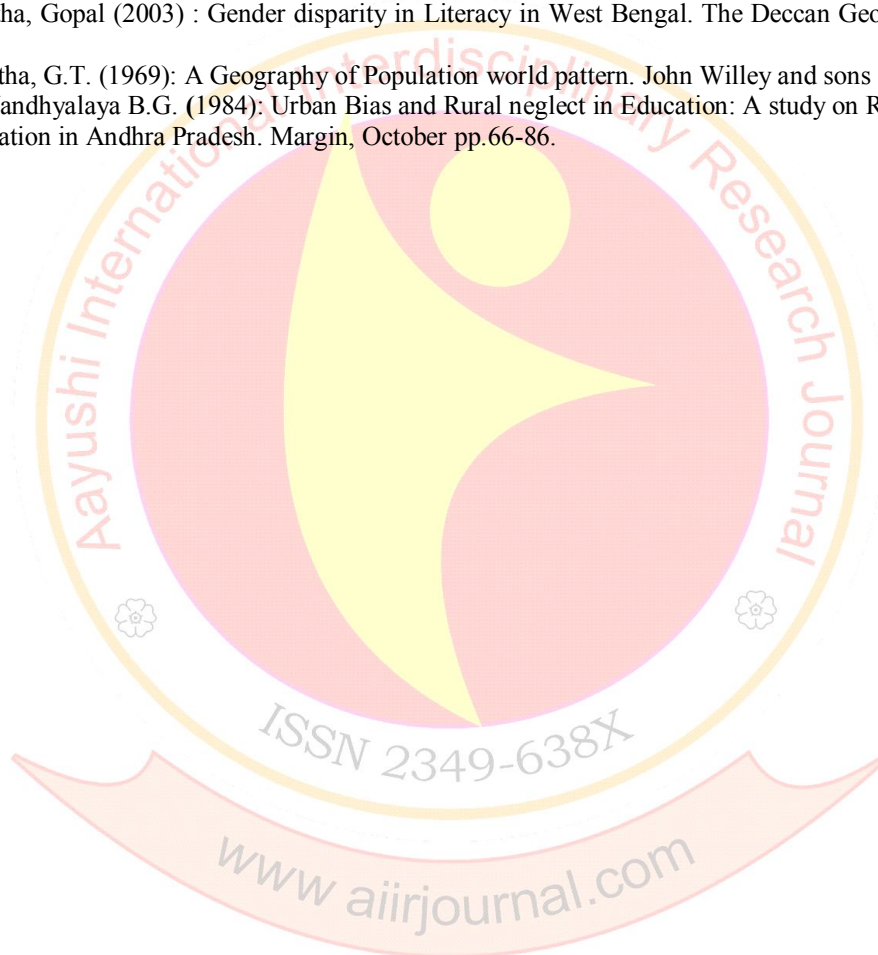 tha, Gopal (2003) : Gender disparity in Literacy in West Bengal. The Deccan Geo
tha, G.T. (1969): A Geography of Population world pattern. John Willey and sons
andhyalaya B.G. (1984): Urban Bias and Rural neglect in Education: A study on R
ation in Andhra Pradesh. Margin, October pp.66-86.
Aayushi International Interdisciplinary Research Journal
ISSN 2349-638X
www aiirjournal.com